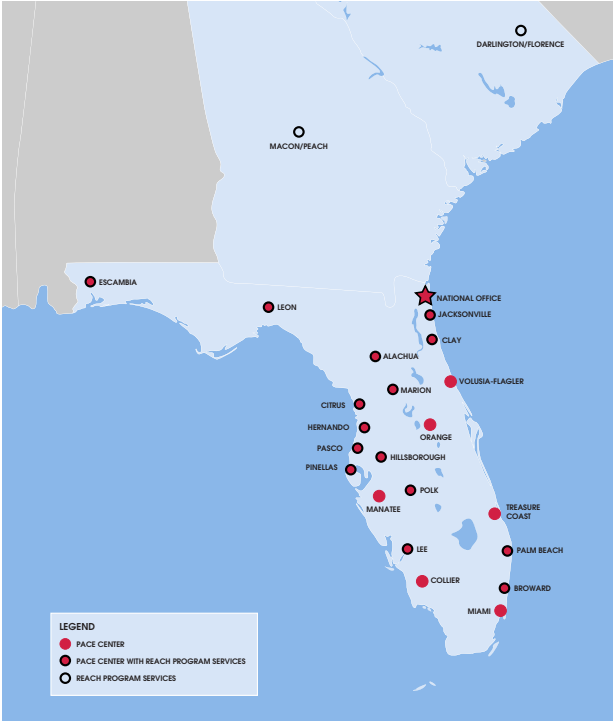 DARLINGTON/FLORENCE
MACON/PEACH
ESCAMBIA
LEON
NATIONAL OFFICE
JACKSONVILLE
CLAY
ALACHUA
VOLUSIA-FLAGLER
MARION
CITRUS
HERNANDO
ORANGE
PASCO
HILLSBOROUGH
PINELLAS
POLK
MANATEE
TREASURE
COAST
LEE
PALM BEACH
COLLIER
BROWARD
MIAMI
LEGEND
PACE CENTER
PACE CENTER WITH REACH PROGRAM SERVICES
REACH PROGRAM SERVICES